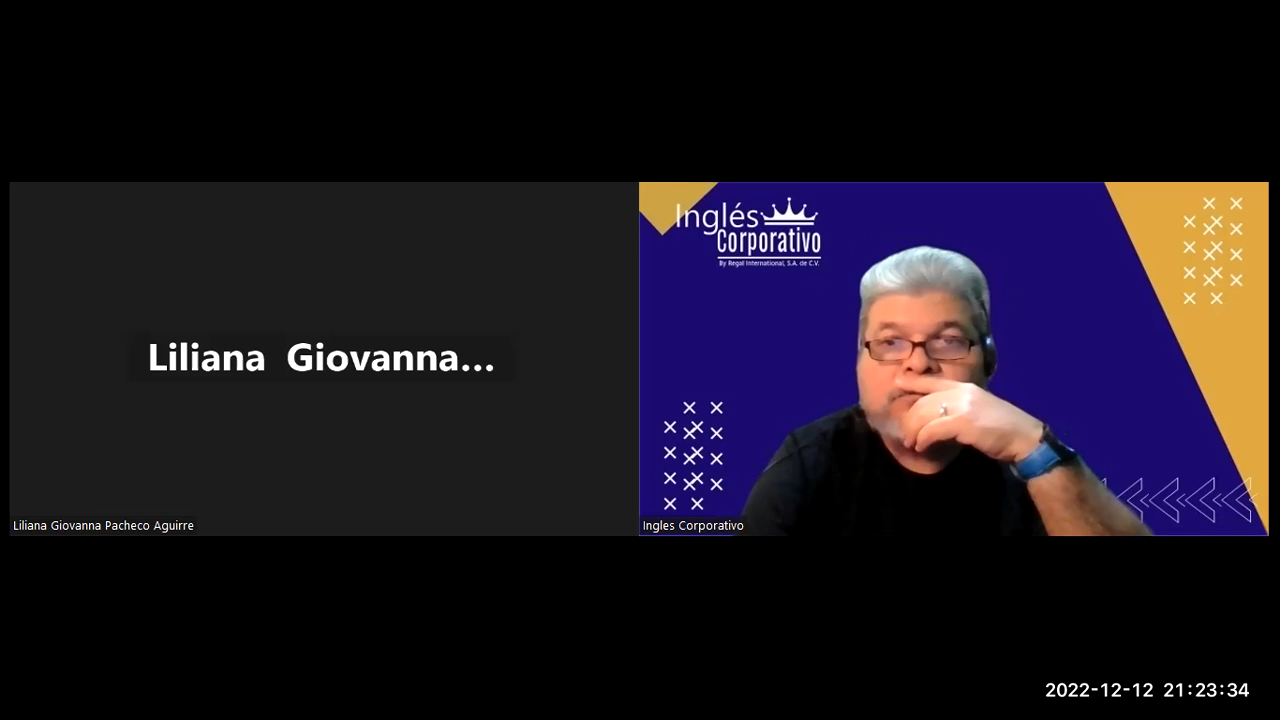 Liliana Giovanna...
Liliana Giovanna Pacheco Aguirre
Inglés
Corporativo
By Regal International, S.A. de C.V.
Ingles Corporativo
2022-12-12 21:23:34